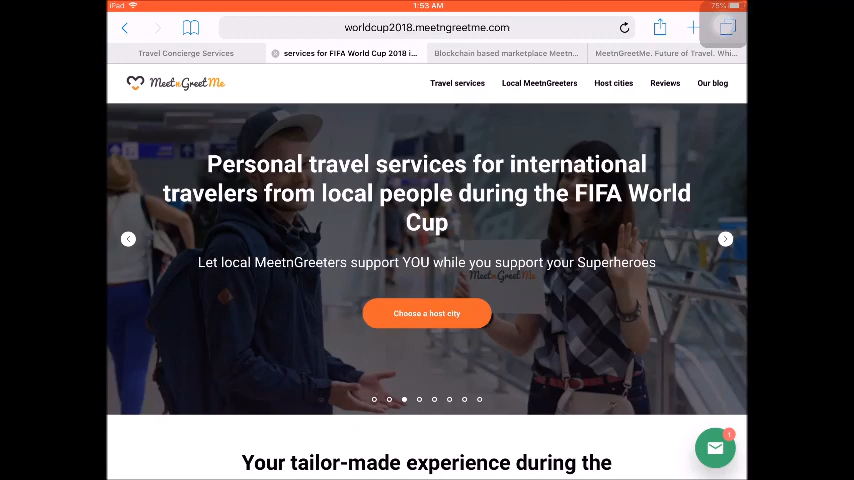 iPad 1:53 AM 75%
worldcup2018.meetngreetme.com
Travel Concierge Services services for FIFA World Cup 2018 i... Blockchain based marketplace Meetn... MeetnGreetMe. Future of Travel. Whi...
MeetnGreetMe Travel services Local MeetnGreeters Host cities Reviews Our blog
Personal travel services for international
travelers from local people during the FIFA World
Cup
Let local MeetnGreeters support YOU while you support your Superheroes
MeetnGreetMe
Choose a host city
1
Your tailor-made experience during the